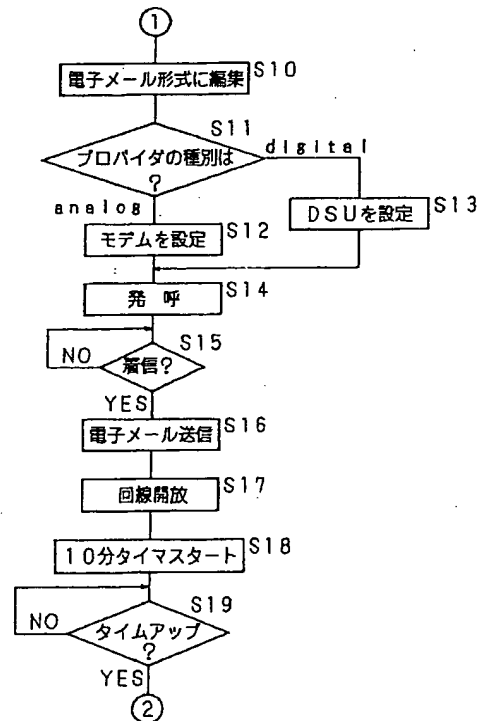 ①
電子メール形式に編集 S10
S11
プロバイダの種別は
?
digital
analog
DSUを設定 S13
モデムを設定 S12
発 呼 S14
S15
着信?
NO
YES
電子メール送信 S16
回線開放 S17
10分タイマスタート S18
S19
タイムアップ
?
NO
YES
②